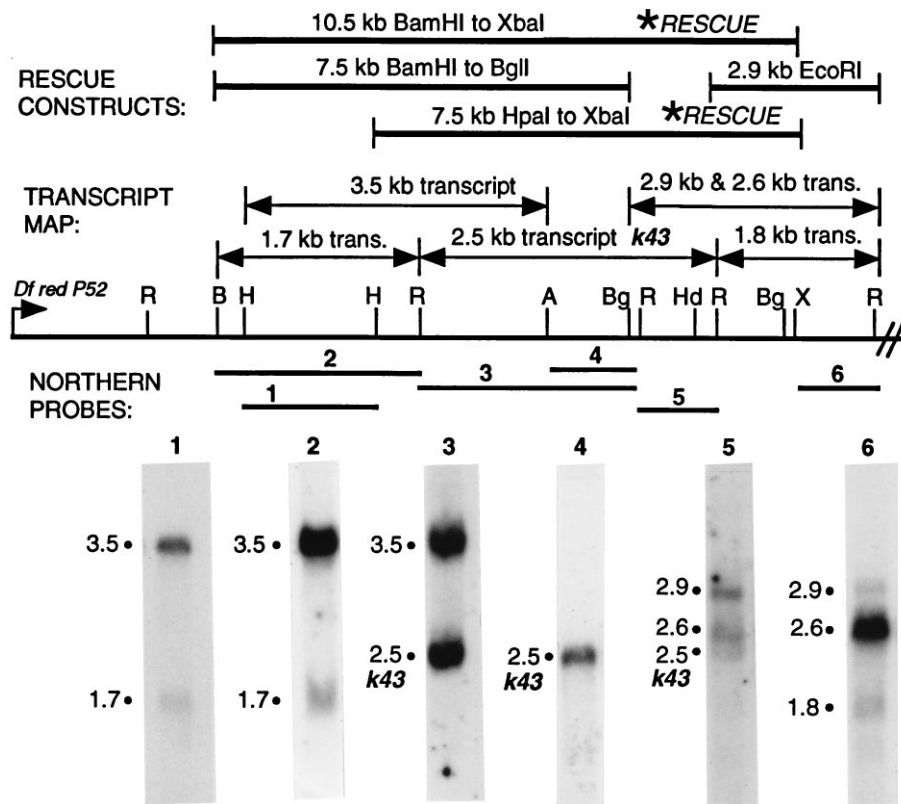 10.5 kb BamHI to XbaI *RESCUE
RESCUE CONSTRUCTS:
7.5 kb BamHI to BglI
2.9 kb EcoRI
7.5 kb HpaI to XbaI *RESCUE
TRANSCRIPT MAP:
3.5 kb transcript
2.9 kb & 2.6 kb trans.
1.7 kb trans.
2.5 kb transcript k43
1.8 kb trans.
Df red P52 R B H H R A Bg R Hd R Bg X R
NORTHERN PROBES:
2
4
3
6
1
5
1 2 3 4 5 6
3.5•
1.7•
3.5•
1.7•
3.5•
2.5•
k43
2.5•
k43
2.9•
2.6•
2.5•
k43
2.9•
2.6•
1.8•